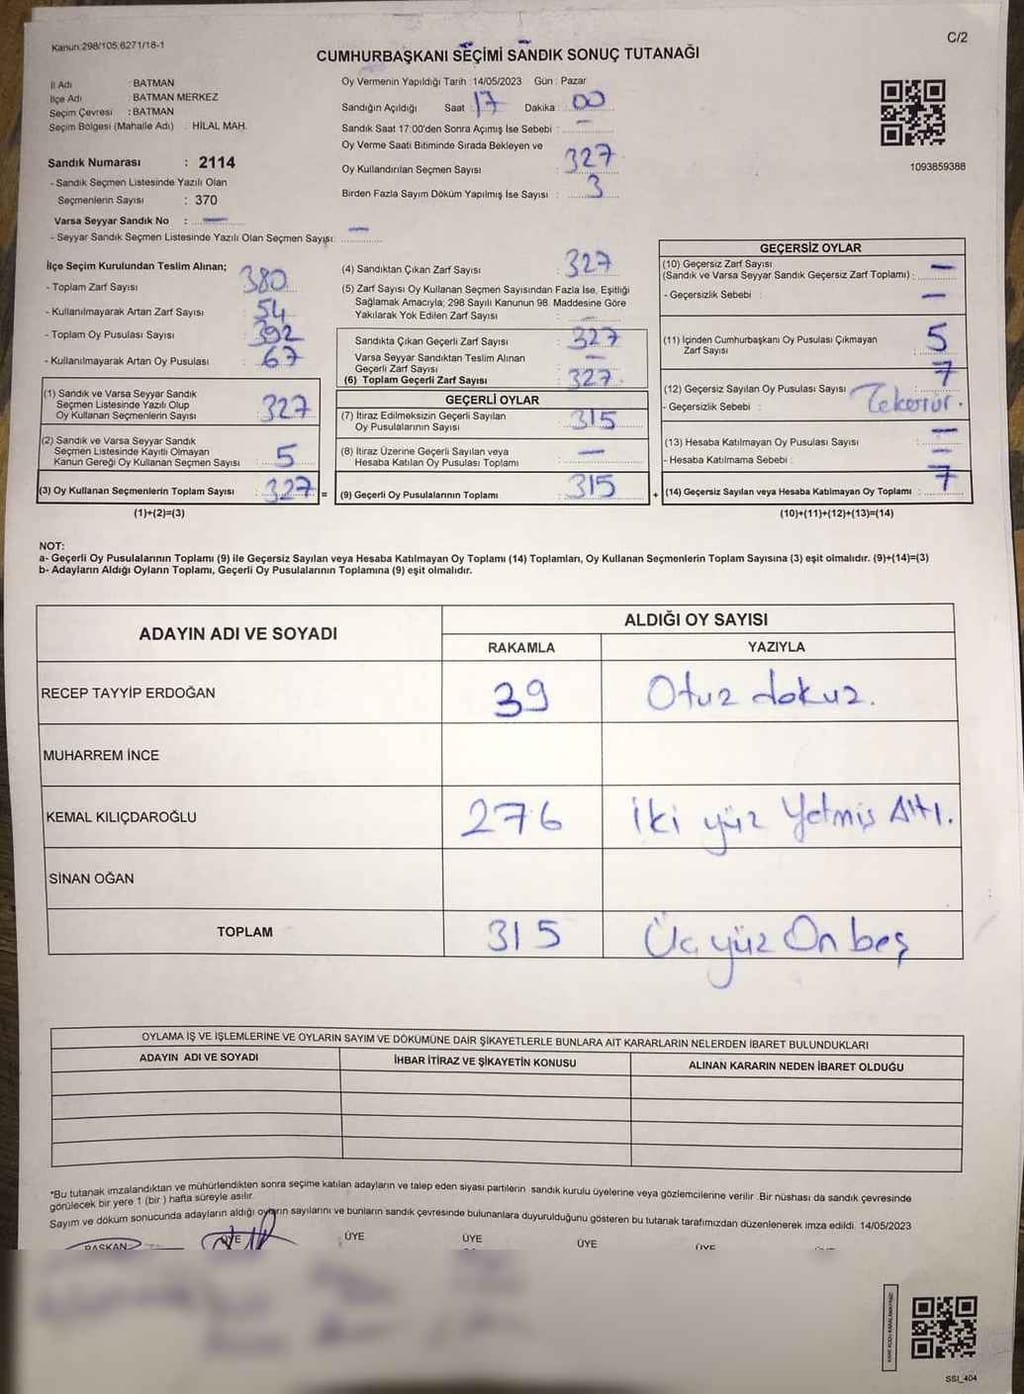 Kanun:298/105,6271/18-1
C/2
CUMHURBAŞKANI SEÇİMİ SANDIK SONUÇ TUTANAĞI
İl Adı : BATMAN
İlçe Adı : BATMAN MERKEZ
Seçim Çevresi : BATMAN
Seçim Bölgesi (Mahalle Adı) : HİLAL MAH.
Sandık Numarası : 2114
- Sandık Seçmen Listesinde Yazılı Olan
Seçmenlerin Sayısı : 370
Varsa Seyyar Sandık No : —
- Seyyar Sandık Seçmen Listesinde Yazılı Olan Seçmen Sayısı: —
Oy Vermenin Yapıldığı Tarih : 14/05/2023 Gün : Pazar
Sandığın Açıldığı Saat : 17 Dakika : 00
Sandık Saat 17:00'den Sonra Açımış İse Sebebi : —
Oy Verme Saati Bitiminde Sırada Bekleyen ve
Oy Kullandırılan Seçmen Sayısı : 327
Birden Fazla Sayım Döküm Yapılmış İse Sayısı : 3
1093859388
İlçe Seçim Kurulundan Teslim Alınan;
- Toplam Zarf Sayısı 380
- Kullanılmayarak Artan Zarf Sayısı 54
- Toplam Oy Pusulası Sayısı 392
- Kullanılmayarak Artan Oy Pusulası : 67
(1) Sandık ve Varsa Seyyar Sandık
Seçmen Listesinde Yazılı Olup
Oy Kullanan Seçmenlerin Sayısı 327
(2) Sandık ve Varsa Seyyar Sandık
Seçmen Listesinde Kayıtlı Olmayan
Kanun Gereği Oy Kullanan Seçmen Sayısı 5
(3) Oy Kullanan Seçmenlerin Toplam Sayısı : 327 =
(1)+(2)=(3)
(4) Sandıktan Çıkan Zarf Sayısı : 327
(5) Zarf Sayısı Oy Kullanan Seçmen Sayısından Fazla İse, Eşitliği
Sağlamak Amacıyla; 298 Sayılı Kanunun 98. Maddesine Göre
Yakılarak Yok Edilen Zarf Sayısı : —
Sandıkta Çıkan Geçerli Zarf Sayısı : 327
Varsa Seyyar Sandıktan Teslim Alınan
Geçerli Zarf Sayısı : —
(6) Toplam Geçerli Zarf Sayısı : 327
GEÇERLİ OYLAR
(7) İtiraz Edilmeksizin Geçerli Sayılan
Oy Pusulalarının Sayısı : 315
(8) İtiraz Üzerine Geçerli Sayılan veya
Hesaba Katılan Oy Pusulası Toplamı : —
(9) Geçerli Oy Pusulalarının Toplamı : 315 +
GEÇERSİZ OYLAR
(10) Geçersiz Zarf Sayısı
(Sandık ve Varsa Seyyar Sandık Geçersiz Zarf Toplamı) : —
- Geçersizlik Sebebi : —
(11) İçinden Cumhurbaşkanı Oy Pusulası Çıkmayan
Zarf Sayısı : 5
(12) Geçersiz Sayılan Oy Pusulası Sayısı : 7
- Geçersizlik Sebebi :
(13) Hesaba Katılmayan Oy Pusulası Sayısı : —
- Hesaba Katılmama Sebebi : —
(14) Geçersiz Sayılan veya Hesaba Katılmayan Oy Toplamı : 7
(10)+(11)+(12)+(13)=(14)
NOT:
a- Geçerli Oy Pusulalarının Toplamı (9) ile Geçersiz Sayılan veya Hesaba Katılmayan Oy Toplamı (14) Toplamları, Oy Kullanan Seçmenlerin Toplam Sayısına (3) eşit olmalıdır. (9)+(14)=(3)
b- Adayların Aldığı Oyların Toplamı, Geçerli Oy Pusulalarının Toplamına (9) eşit olmalıdır.
ADAYIN ADI VE SOYADI
ALDIĞI OY SAYISI
RAKAMLA YAZIYLA
RECEP TAYYİP ERDOĞAN 39 Otuz dokuz.
MUHARREM İNCE
KEMAL KILIÇDAROĞLU 276 iki yüz Yetmiş Altı.
SİNAN OĞAN
TOPLAM 315 Üç yüz On beş
OYLAMA İŞ VE İŞLEMLERİNE VE OYLARIN SAYIM VE DÖKÜMÜNE DAİR ŞİKAYETLERLE BUNLARA AİT KARARLARIN NELERDEN İBARET BULUNDUKLARI
ADAYIN ADI VE SOYADI İHBAR İTİRAZ VE ŞİKAYETİN KONUSU ALINAN KARARIN NEDEN İBARET OLDUĞU
*Bu tutanak imzalandıktan ve mühürlendikten sonra seçime katılan adayların ve talep eden siyasi partilerin sandık kurulu üyelerine veya gözlemcilerine verilir .Bir nüshası da sandık çevresinde
görülecek bir yere 1 (bir ) hafta süreyle asılır.
Sayım ve döküm sonucunda adayların aldığı oyların sayılarını ve bunların sandık çevresinde bulunanlara duyurulduğunu gösteren bu tutanak tarafımızdan düzenlenerek imza edildi. 14/05/2023
BAŞKAN ÜYE ÜYE ÜYE ÜYE ÜYE
SSI_404